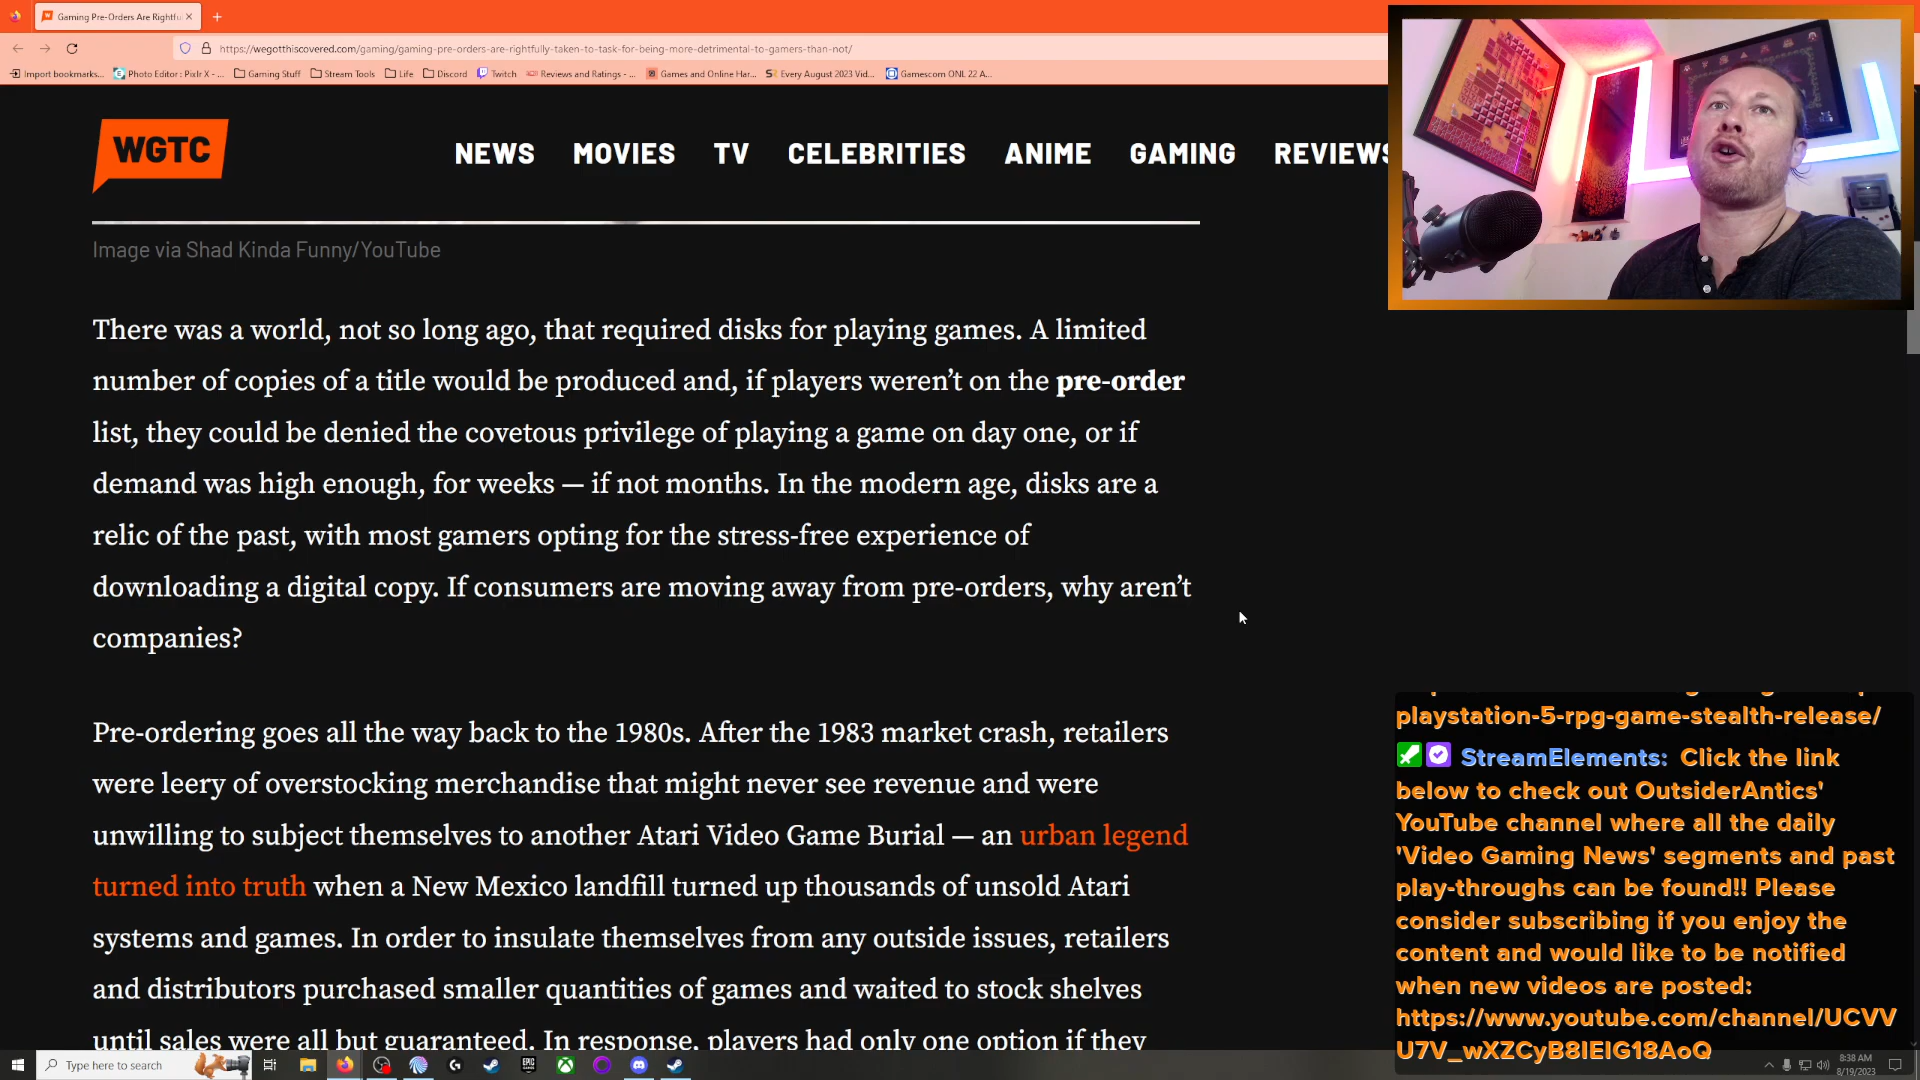 Gaming Pre-Orders Are Rightfu
https://wegotthiscovered.com/gaming/gaming-pre-orders-are-rightfully-taken-to-task-for-being-more-detrimental-to-gamers-than-not/
Import bookmarks...
Photo Editor : Pixlr X - ...
Gaming Stuff
Stream Tools
Life
Discord
Twitch
Reviews and Ratings - ...
Games and Online Har...
Every August 2023 Vid...
Gamescom ONL 22 A...
WGTC
NEWS
MOVIES
TV
CELEBRITIES
ANIME
GAMING
REVIEWS
Image via Shad Kinda Funny/YouTube
There was a world, not so long ago, that required disks for playing games. A limited
number of copies of a title would be produced and, if players weren’t on the pre-order
list, they could be denied the covetous privilege of playing a game on day one, or if
demand was high enough, for weeks — if not months. In the modern age, disks are a
relic of the past, with most gamers opting for the stress-free experience of
downloading a digital copy. If consumers are moving away from pre-orders, why aren’t
companies?
Pre-ordering goes all the way back to the 1980s. After the 1983 market crash, retailers
were leery of overstocking merchandise that might never see revenue and were
unwilling to subject themselves to another Atari Video Game Burial — an urban legend
turned into truth when a New Mexico landfill turned up thousands of unsold Atari
systems and games. In order to insulate themselves from any outside issues, retailers
and distributors purchased smaller quantities of games and waited to stock shelves
until sales were all but guaranteed. In response, players had only one option if they
playstation-5-rpg-game-stealth-release/
StreamElements: Click the link
below to check out OutsiderAntics'
YouTube channel where all the daily
'Video Gaming News' segments and past
play-throughs can be found!! Please
consider subscribing if you enjoy the
content and would like to be notified
when new videos are posted:
https://www.youtube.com/channel/UCVV
U7V_wXZCyB8IEIG18AoQ
Type here to search
8:38 AM
8/19/2023